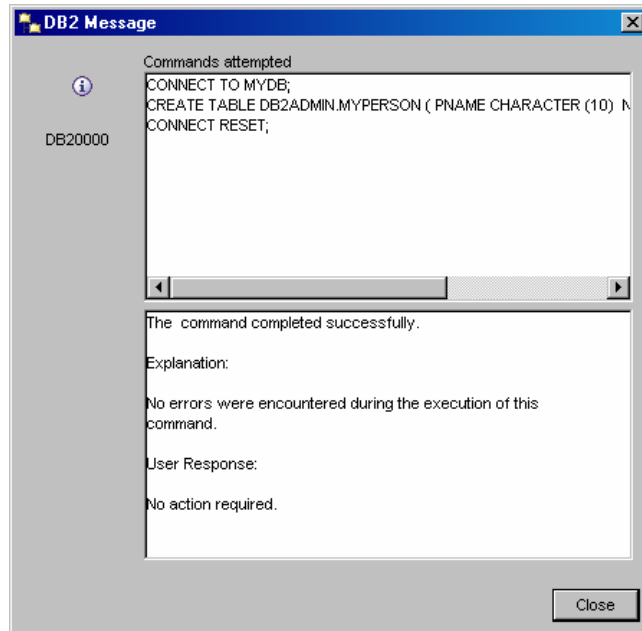 DB2 Message
Commands attempted
CONNECT TO MYDB;
CREATE TABLE DB2ADMIN.MYPERSON ( PNAME CHARACTER (10) N
CONNECT RESET;
DB20000
The command completed successfully.
Explanation:
No errors were encountered during the execution of this
command.
User Response:
No action required.
Close